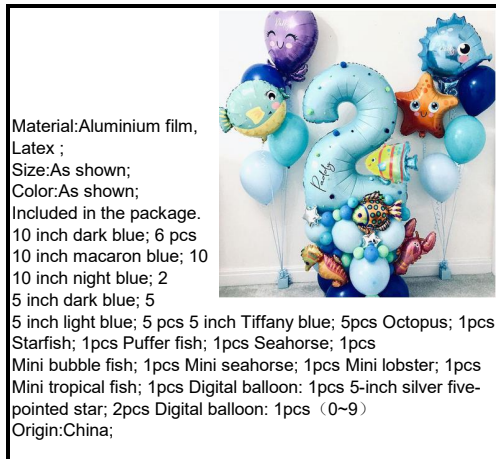 Material:Aluminium film,
Latex ;
Size:As shown;
Color:As shown;
Included in the package.
10 inch dark blue; 6 pcs
10 inch macaron blue; 10
10 inch night blue; 2
5 inch dark blue; 5
5 inch light blue; 5 pcs 5 inch Tiffany blue; 5pcs Octopus; 1pcs
Starfish; 1pcs Puffer fish; 1pcs Seahorse; 1pcs
Mini bubble fish; 1pcs Mini seahorse; 1pcs Mini lobster; 1pcs
Mini tropical fish; 1pcs Digital balloon: 1pcs 5-inch silver five-
pointed star; 2pcs Digital balloon: 1pcs（0~9）
Origin:China;
Paddy